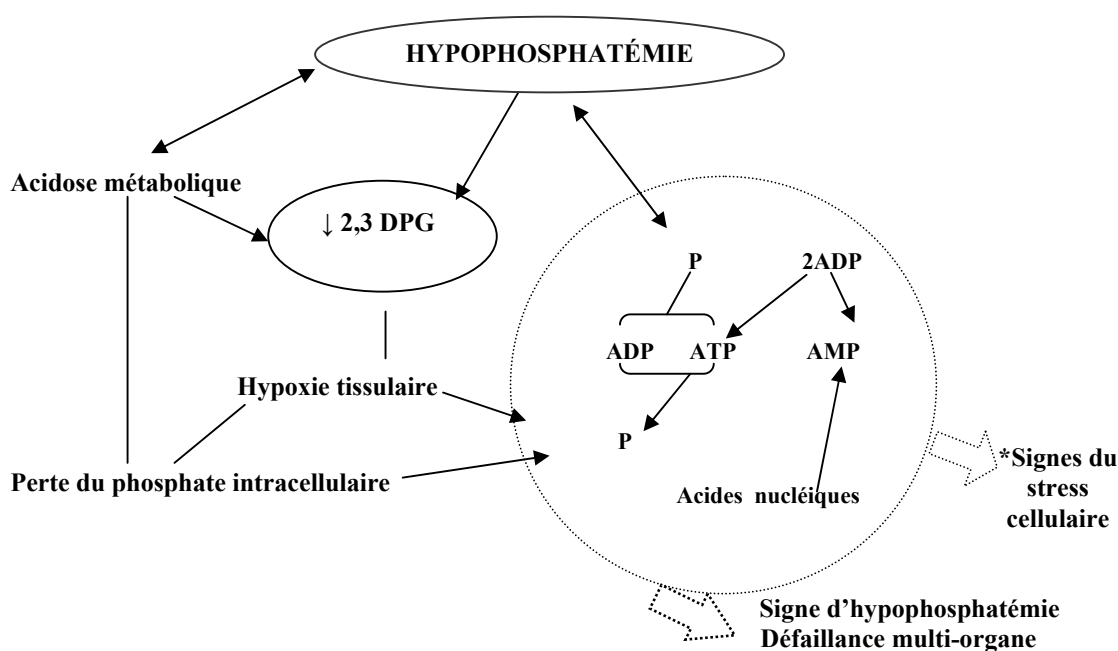 HYPOPHOSPHATÉMIE
Acidose métabolique
↓ 2,3 DPG
P
2ADP
ADP
ATP
AMP
Hypoxie tissulaire
P
Perte du phosphate intracellulaire
Acides nucléiques
*Signes du
stress
cellulaire
Signe d’hypophosphatémie
Défaillance multi-organe